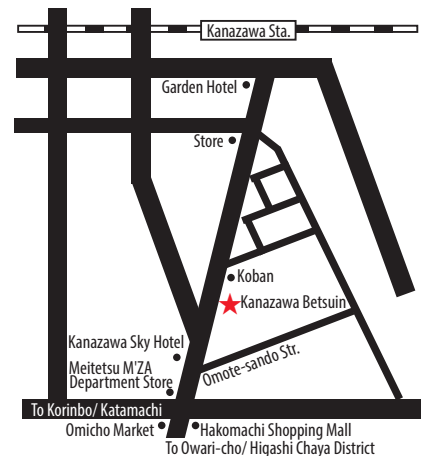 Kanazawa Sta.
Garden Hotel
Store
Koban
Kanazawa Betsuin
Kanazawa Sky Hotel
Meitetsu M'ZA
Department Store
Omote-sando Str.
To Korinbo/ Katamachi
Omicho Market
Hakomachi Shopping Mall
To Owari-cho/ Higashi Chaya District